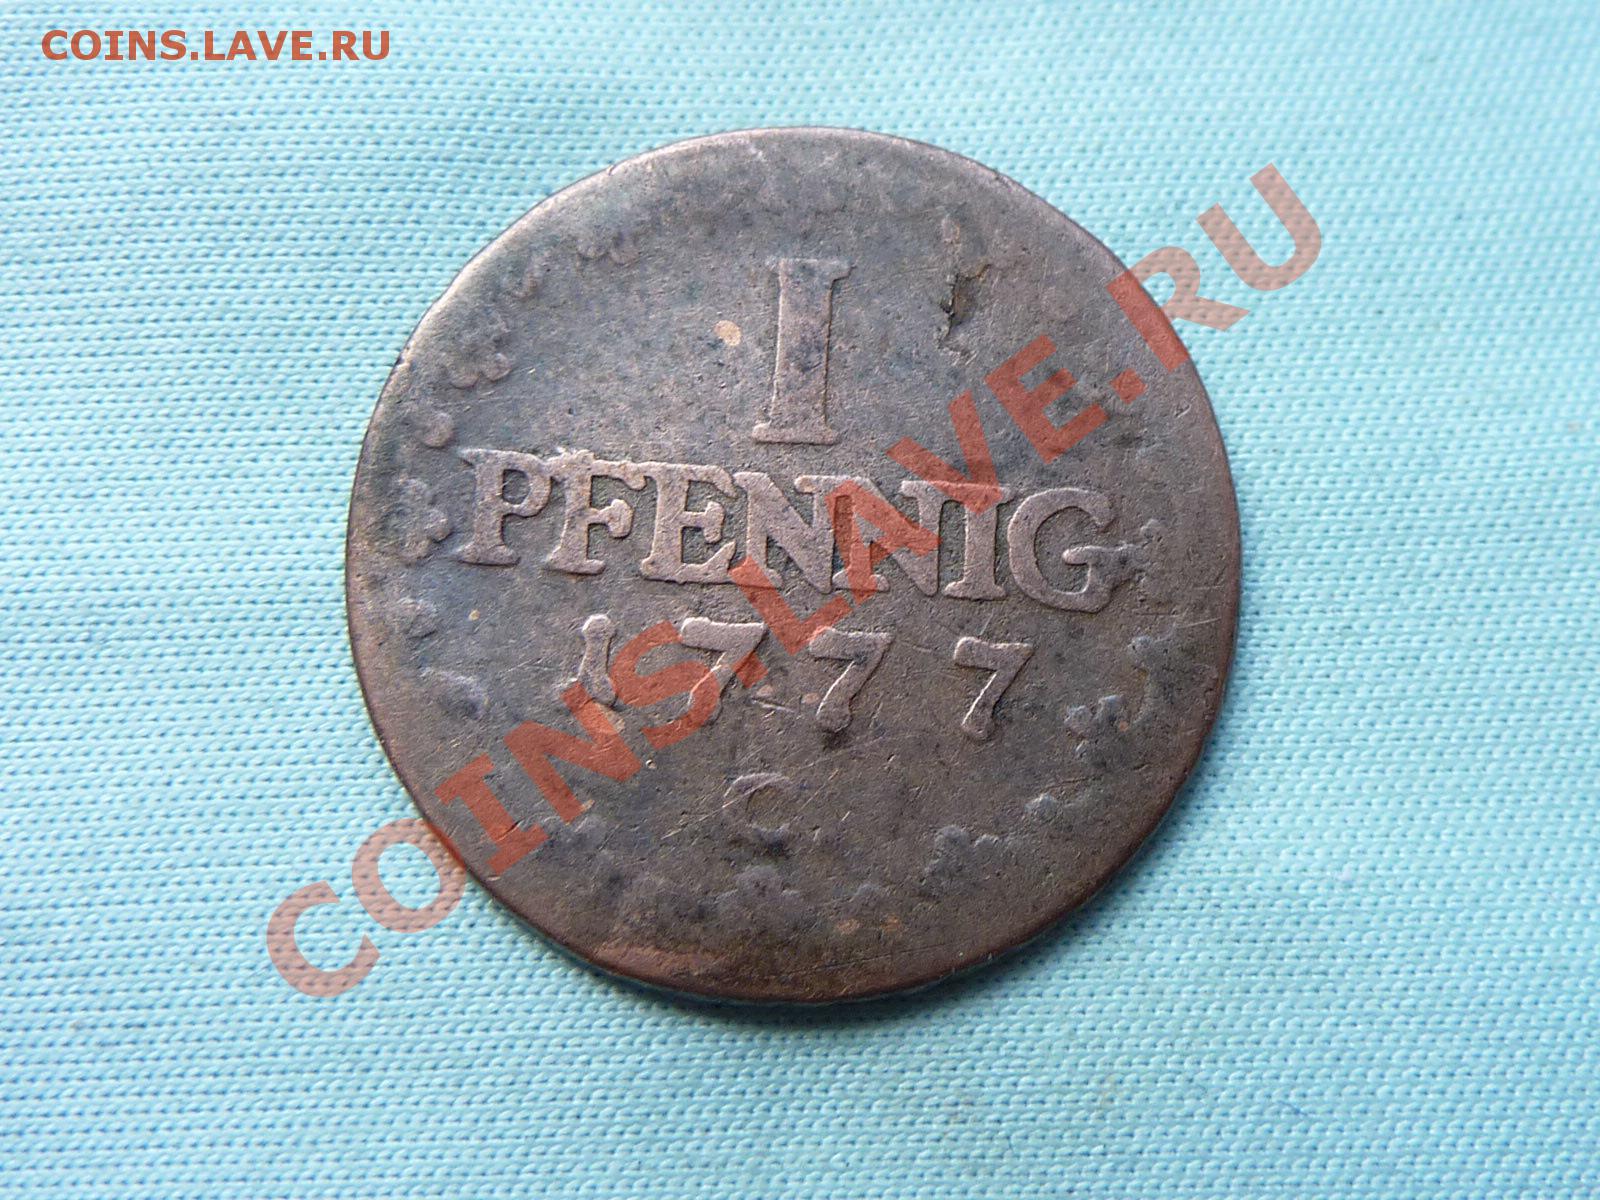 COINS.LAVE.RU
I
PFENNIG
1777
C
COINS.LAVE.RU